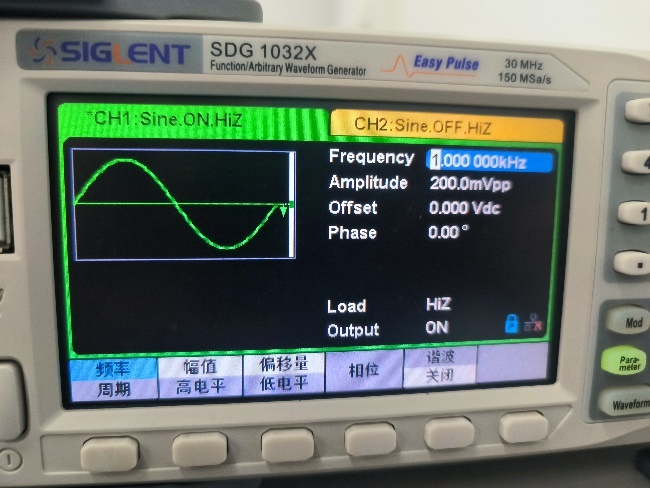 SIGLENT
SDG 1032X
Function/Arbitrary Waveform Generator
Easy Pulse
30 MHz
150 MSa/s
*CH1:Sine.ON.HiZ
CH2:Sine.OFF.HiZ
Frequency 1.000 000kHz
Amplitude 200.0mVpp
Offset 0.000 Vdc
Phase 0.00 °
Load HiZ
Output ON
频率 幅值 偏移量 相位 谐波
周期 高电平 低电平 关闭
Mod
Para-
meter
Waveform